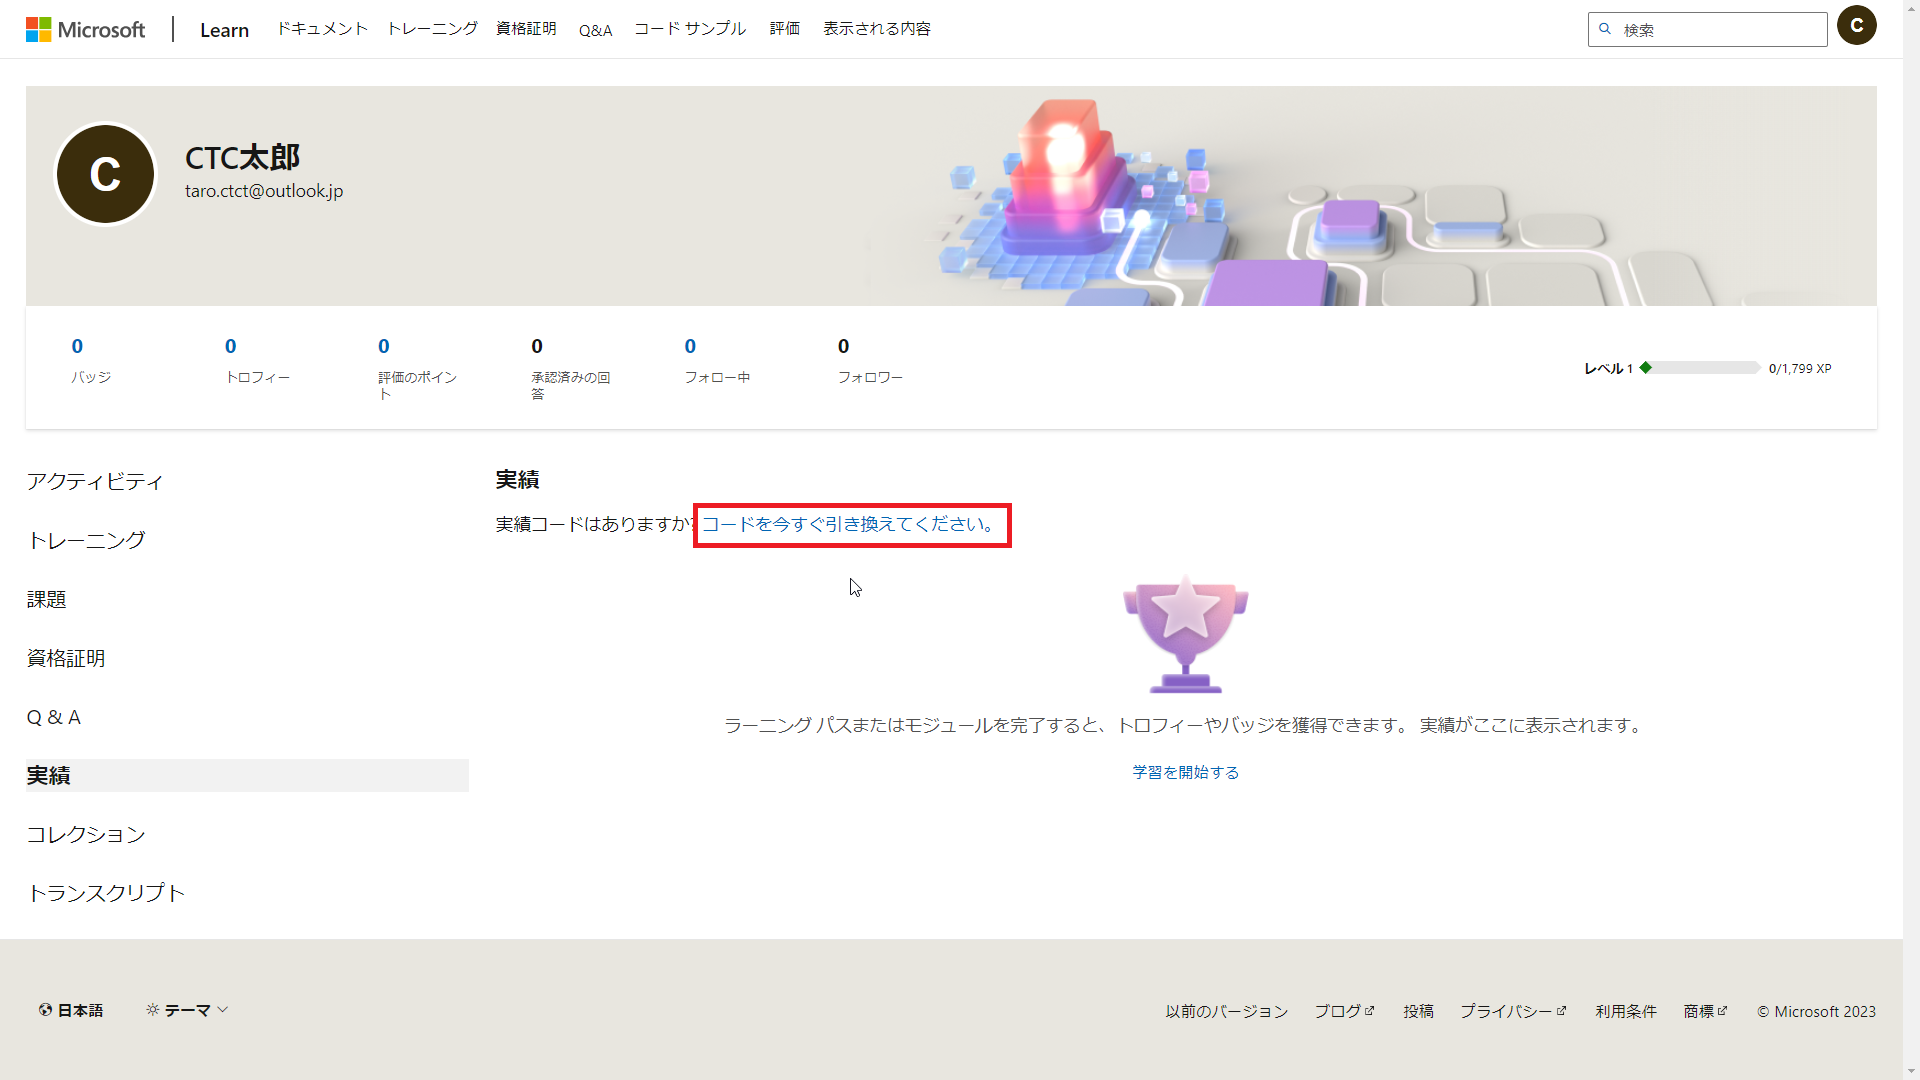 Microsoft | Learn ドキュメント トレーニング 資格証明 Q&A コード サンプル 評価 表示される内容 検索 C
C
CTC太郎
taro.ctct@outlook.jp
0 0 0 0 0 0
バッジ トロフィー 評価のポイン 承認済みの回 フォロー中 フォロワー
ト 答
レベル 1 0/1,799 XP
アクティビティ
トレーニング
課題
資格証明
Q & A
実績
コレクション
トランスクリプト
実績
実績コードはありますか? コードを今すぐ引き換えてください。
ラーニング パスまたはモジュールを完了すると、トロフィーやバッジを獲得できます。 実績がここに表示されます。
学習を開始する
日本語 テーマ
以前のバージョン ブログ 投稿 プライバシー 利用条件 商標 © Microsoft 2023